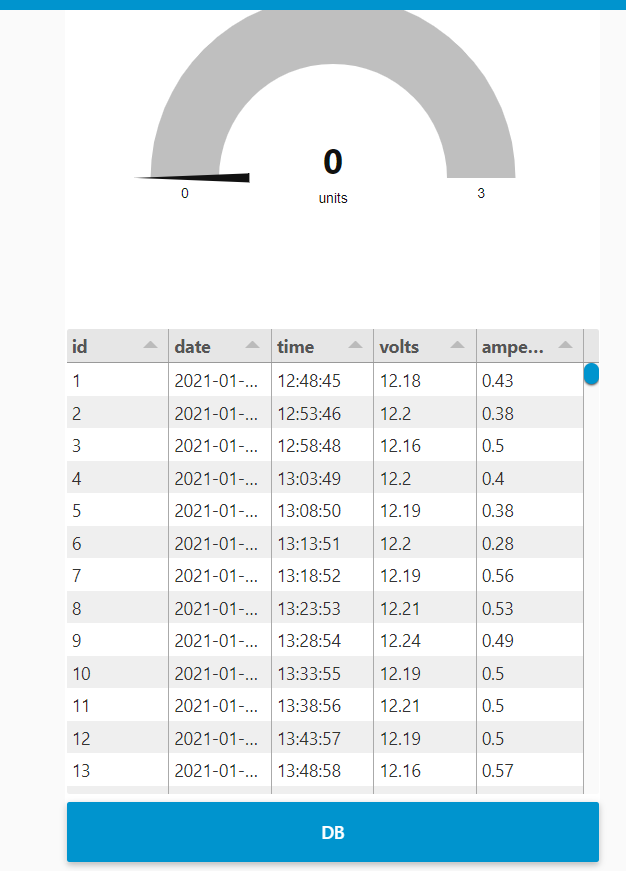 0
0 3
units
id date time volts ampe...
1 2021-01-... 12:48:45 12.18 0.43
2 2021-01-... 12:53:46 12.2 0.38
3 2021-01-... 12:58:48 12.16 0.5
4 2021-01-... 13:03:49 12.2 0.4
5 2021-01-... 13:08:50 12.19 0.38
6 2021-01-... 13:13:51 12.2 0.28
7 2021-01-... 13:18:52 12.19 0.56
8 2021-01-... 13:23:53 12.21 0.53
9 2021-01-... 13:28:54 12.24 0.49
10 2021-01-... 13:33:55 12.19 0.5
11 2021-01-... 13:38:56 12.21 0.5
12 2021-01-... 13:43:57 12.19 0.5
13 2021-01-... 13:48:58 12.16 0.57
DB